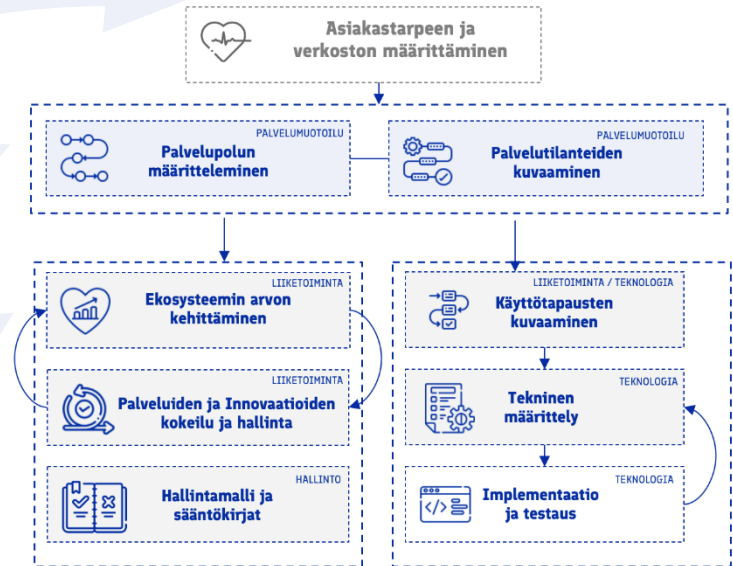 Asiakastarpeen ja
verkoston määrittäminen
PALVELUMUOTOILU
Palvelupolun
määritteleminen
PALVELUMUOTOILU
Palvelutilanteiden
kuvaaminen
LIIKETOIMINTA
Ekosysteemin arvon
kehittäminen
LIIKETOIMINTA
Palveluiden ja Innovaatioiden
kokeilu ja hallinta
HALLINTO
Hallintamalli ja
sääntökirjat
LIIKETOIMINTA / TEKNOLOGIA
Käyttötapausten
kuvaaminen
TEKNOLOGIA
Tekninen
määrittely
TEKNOLOGIA
Implementaatio
ja testaus